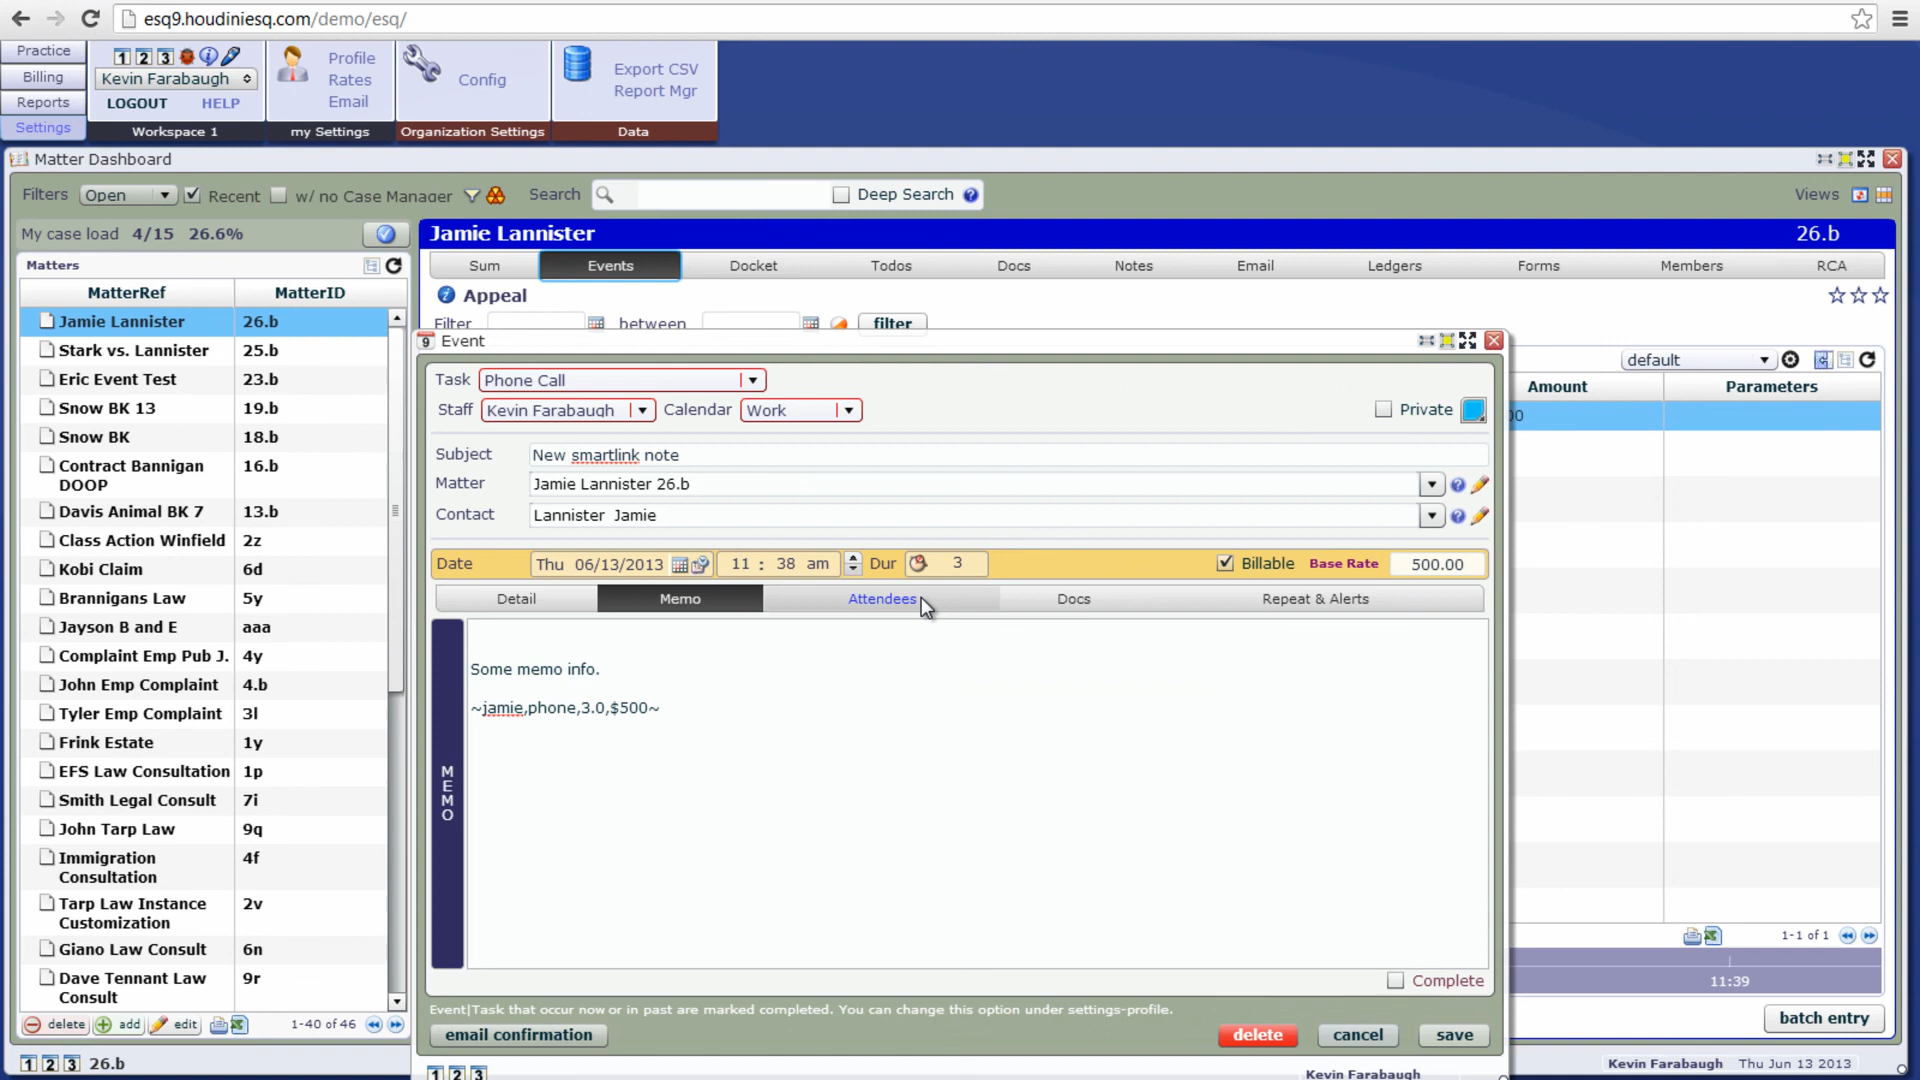 esq9.houdiniesq.com/demo/esq/
Practice
Billing
Reports
Settings
1 2 3
Kevin Farabaugh
LOGOUT HELP
Workspace 1
Profile
Rates
Email
my Settings
Config
Organization Settings
Export CSV
Report Mgr
Data
Matter Dashboard
Filters Open Recent w/ no Case Manager Search Deep Search Views
My case load 4/15 26.6%
Matters
MatterRef MatterID
Jamie Lannister 26.b
Stark vs. Lannister 25.b
Eric Event Test 23.b
Snow BK 13 19.b
Snow BK 18.b
Contract Bannigan DOOP 16.b
Davis Animal BK 7 13.b
Class Action Winfield 2z
Kobi Claim 6d
Brannigans Law 5y
Jayson B and E aaa
Complaint Emp Pub J. 4y
John Emp Complaint 4.b
Tyler Emp Complaint 3l
Frink Estate 1y
EFS Law Consultation 1p
Smith Legal Consult 7i
John Tarp Law 9q
Immigration Consultation 4f
Tarp Law Instance Customization 2v
Giano Law Consult 6n
Dave Tennant Law Consult 9r
delete add edit 1-40 of 46
1 2 3 26.b
Jamie Lannister 26.b
Sum Events Docket Todos Docs Notes Email Ledgers Forms Members RCA
Appeal
Filter between filter
default
Amount Parameters
1-1 of 1
11:39
batch entry
Kevin Farabaugh Thu Jun 13 2013
9 Event
Task Phone Call
Staff Kevin Farabaugh Calendar Work Private
Subject New smartlink note
Matter Jamie Lannister 26.b
Contact Lannister Jamie
Date Thu 06/13/2013 11 : 38 am Dur 3 Billable Base Rate 500.00
Detail Memo Attendees Docs Repeat & Alerts
MEMO
Some memo info.
~jamie,phone,3.0,$500~
Complete
Event|Task that occur now or in past are marked completed. You can change this option under settings-profile.
email confirmation delete cancel save
1 2 3 Kevin Farabaugh